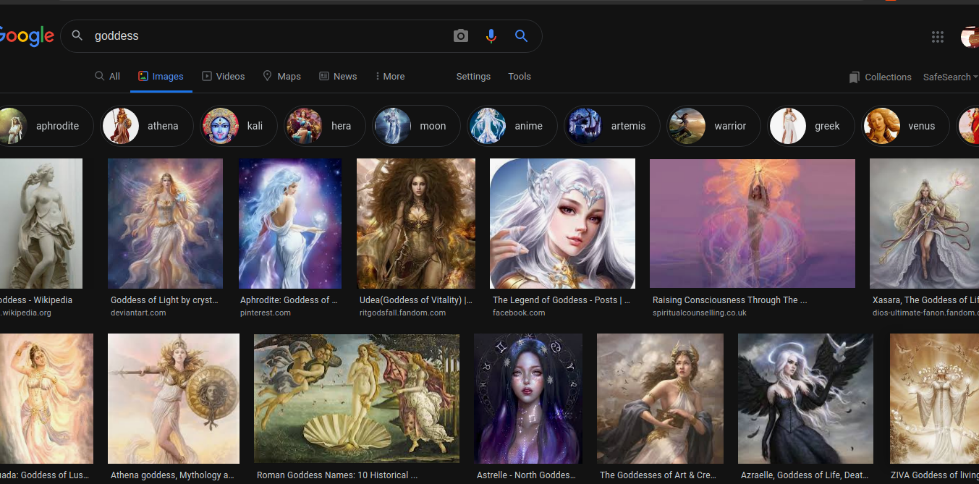 Google
goddess
All Images Videos Maps News More Settings Tools Collections SafeSearch
aphrodite athena kali hera moon anime artemis warrior greek venus
- Wikipedia
.wikipedia.org
Goddess of Light by cryst...
deviantart.com
Aphrodite: Goddess of ...
pinterest.com
Udea(Goddess of Vitality) |...
ritgodsfall.fandom.com
The Legend of Goddess - Posts | ...
facebook.com
Raising Consciousness Through The ...
spiritualcounselling.co.uk
Xasara, The Goddess of Lif
dios-ultimate-fanon.fandom.c
Goddess of Lus...
Athena goddess, Mythology a...
Roman Goddess Names: 10 Historical ...
Astrelle - North Goddes...
The Goddesses of Art & Cre...
Azraelle, Goddess of Life, Deat...
ZIVA Goddess of living